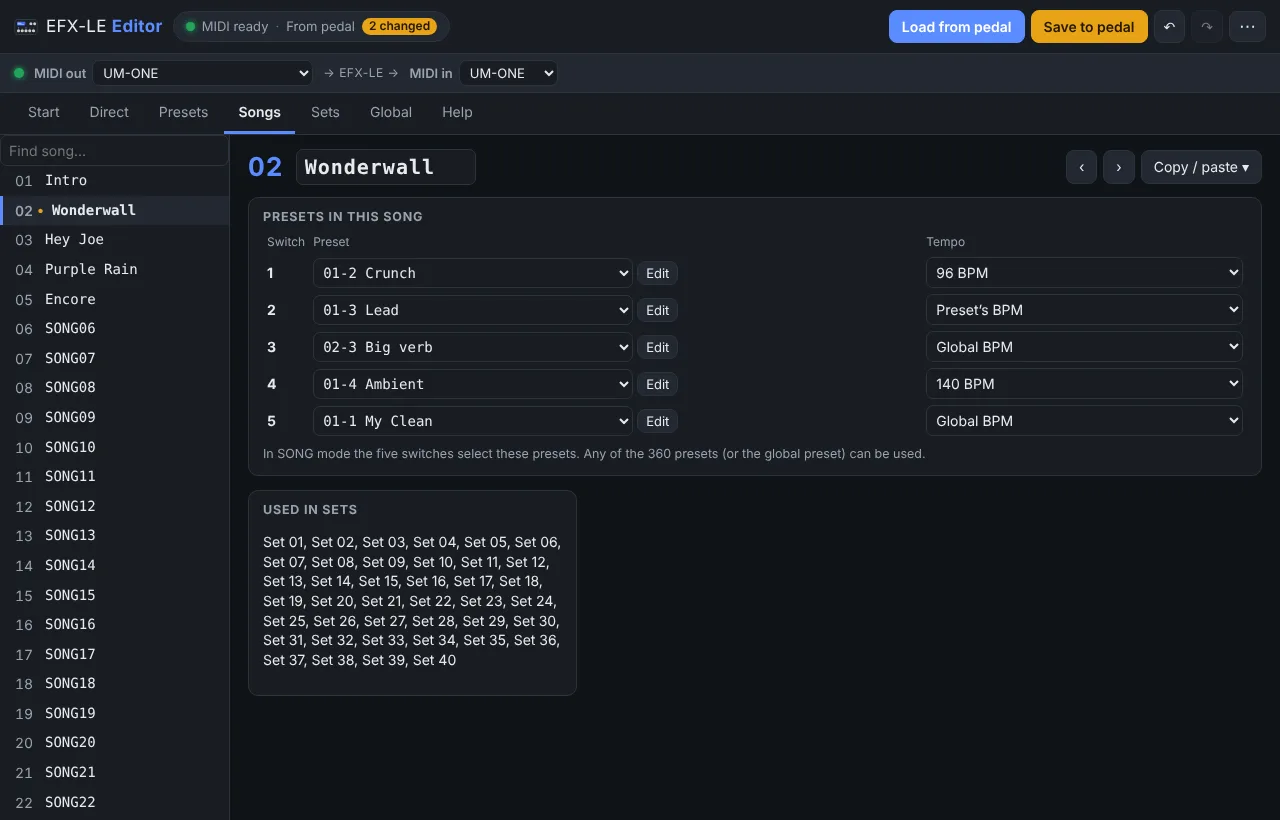 EFX-LE Editor
MIDI ready · From pedal 2 changed
Load from pedal
Save to pedal
MIDI out UM-ONE → EFX-LE → MIDI in UM-ONE
Start Direct Presets Songs Sets Global Help
Find song...
01 Intro
02 • Wonderwall
03 Hey Joe
04 Purple Rain
05 Encore
06 SONG06
07 SONG07
08 SONG08
09 SONG09
10 SONG10
11 SONG11
12 SONG12
13 SONG13
14 SONG14
15 SONG15
16 SONG16
17 SONG17
18 SONG18
19 SONG19
20 SONG20
21 SONG21
22 SONG22
02 Wonderwall
‹ › Copy / paste ▾
PRESETS IN THIS SONG
Switch Preset Tempo
1 01-2 Crunch Edit 96 BPM
2 01-3 Lead Edit Preset’s BPM
3 02-3 Big verb Edit Global BPM
4 01-4 Ambient Edit 140 BPM
5 01-1 My Clean Edit Global BPM
In SONG mode the five switches select these presets. Any of the 360 presets (or the global preset) can be used.
USED IN SETS
Set 01, Set 02, Set 03, Set 04, Set 05, Set 06,
Set 07, Set 08, Set 09, Set 10, Set 11, Set 12,
Set 13, Set 14, Set 15, Set 16, Set 17, Set 18,
Set 19, Set 20, Set 21, Set 22, Set 23, Set 24,
Set 25, Set 26, Set 27, Set 28, Set 29, Set 30,
Set 31, Set 32, Set 33, Set 34, Set 35, Set 36,
Set 37, Set 38, Set 39, Set 40